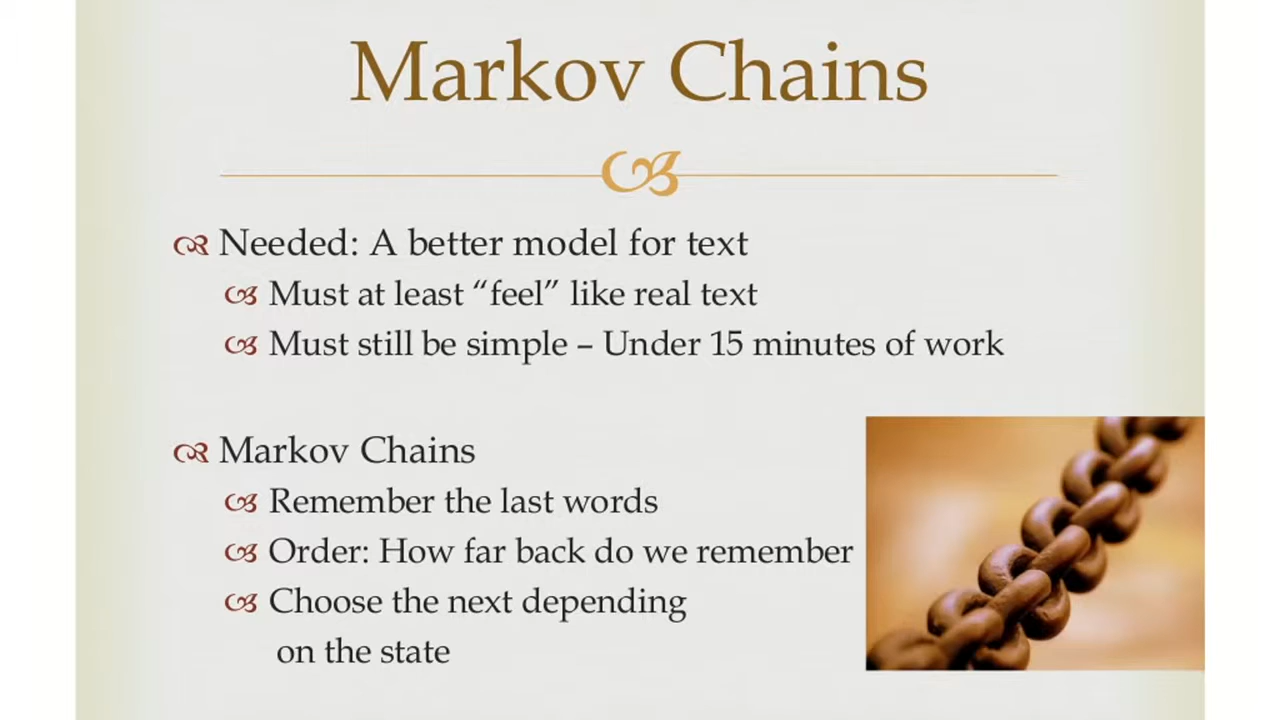 Markov Chains
Needed: A better model for text
Must at least “feel” like real text
Must still be simple – Under 15 minutes of work
Markov Chains
Remember the last words
Order: How far back do we remember
Choose the next depending
on the state